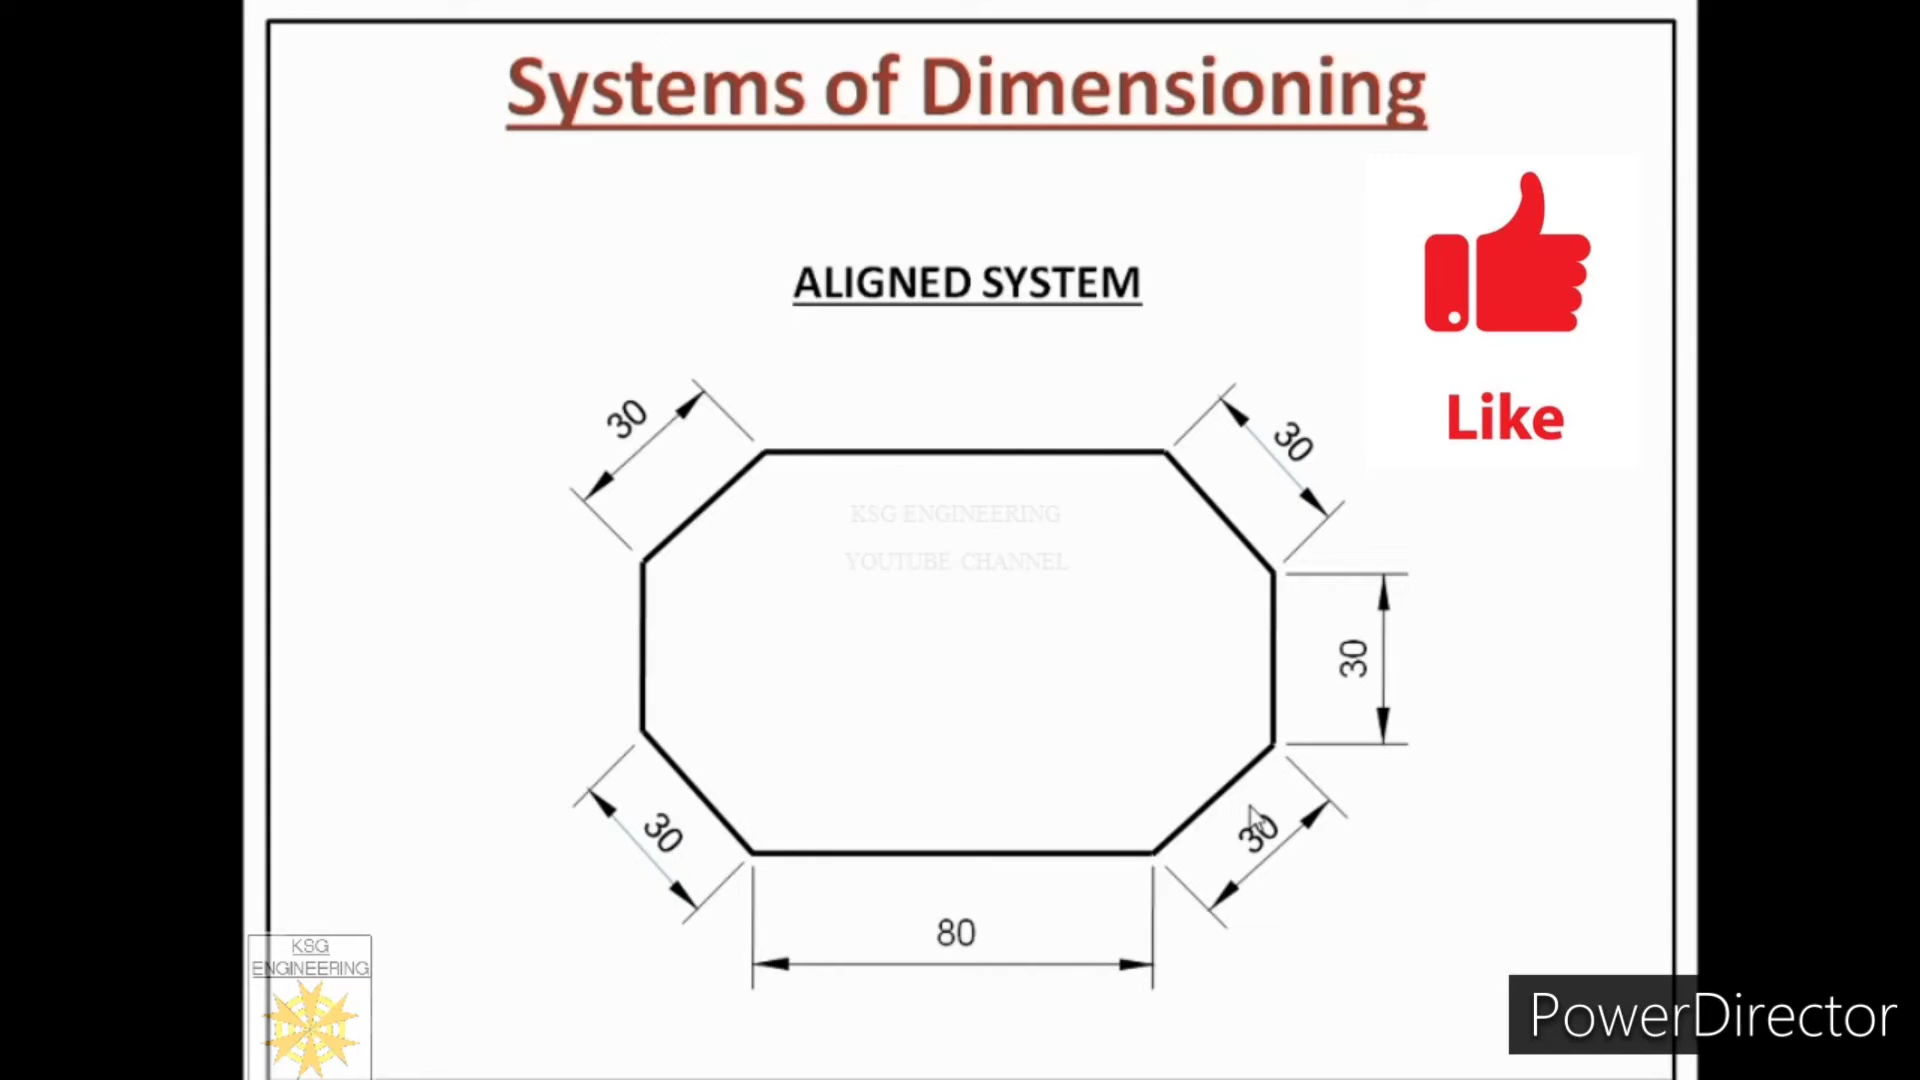 Systems of Dimensioning
ALIGNED SYSTEM
Like
30
30
KSG ENGINEERING
YOUTUBE CHANNEL
30
30
30
80
KSG
ENGINEERING
PowerDirector